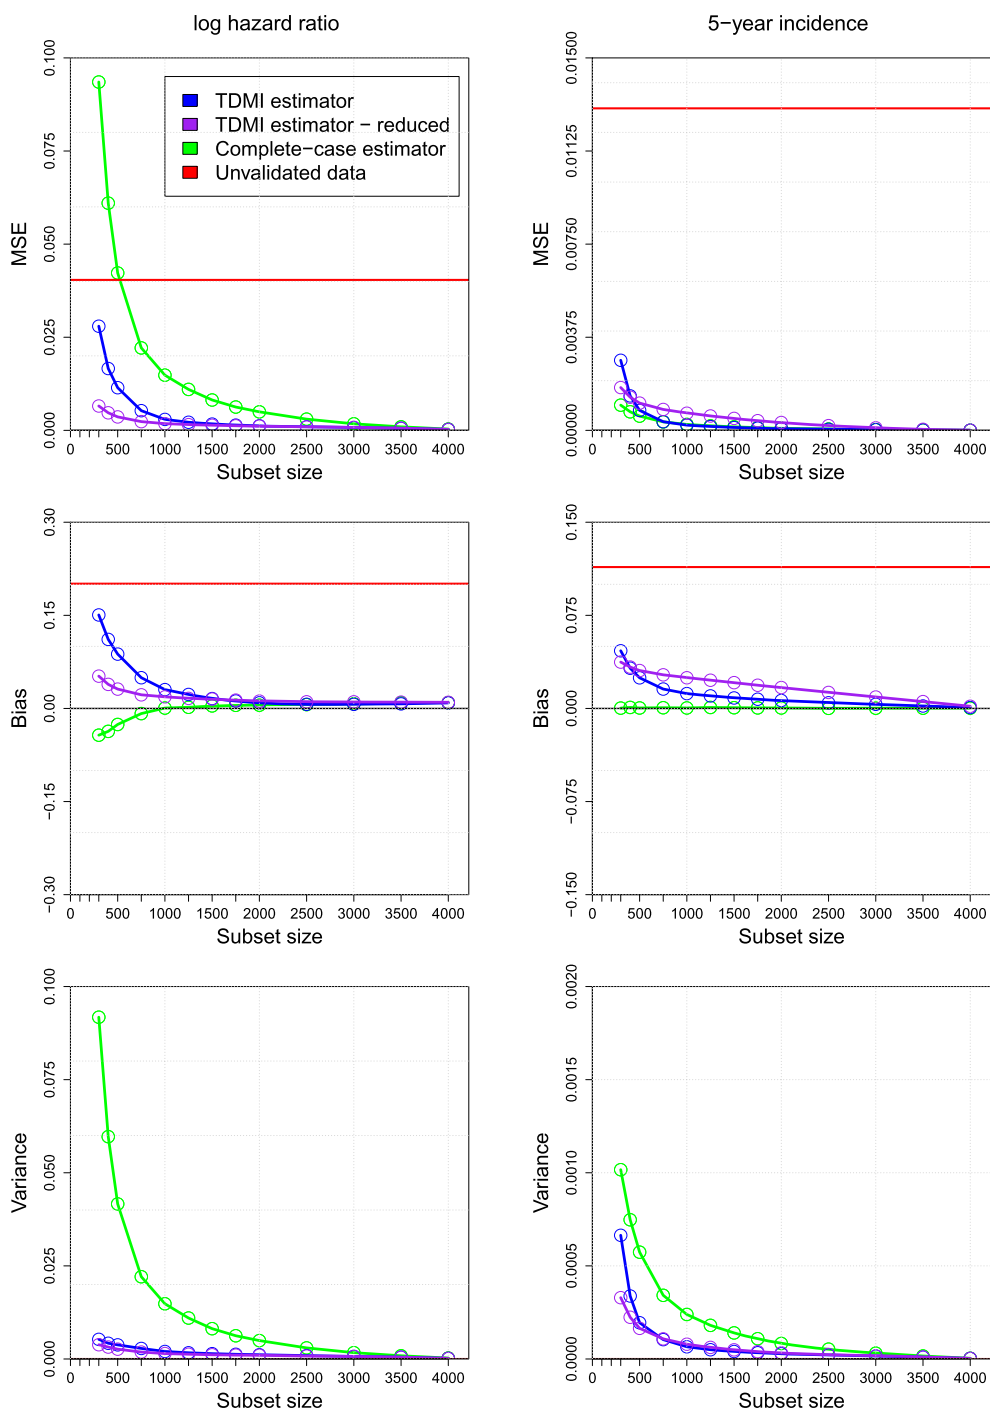 log hazard ratio
5−year incidence
MSE
0.000 0.025 0.050 0.075 0.100
TDMI estimator
TDMI estimator − reduced
Complete−case estimator
Unvalidated data
0 500 1000 1500 2000 2500 3000 3500 4000
Subset size
MSE
0.00000 0.00375 0.00750 0.01125 0.01500
0 500 1000 1500 2000 2500 3000 3500 4000
Subset size
Bias
−0.30 −0.15 0.00 0.15 0.30
0 500 1000 1500 2000 2500 3000 3500 4000
Subset size
Bias
−0.150 −0.075 0.000 0.075 0.150
0 500 1000 1500 2000 2500 3000 3500 4000
Subset size
Variance
0.000 0.025 0.050 0.075 0.100
0 500 1000 1500 2000 2500 3000 3500 4000
Subset size
Variance
0.0000 0.0005 0.0010 0.0015 0.0020
0 500 1000 1500 2000 2500 3000 3500 4000
Subset size